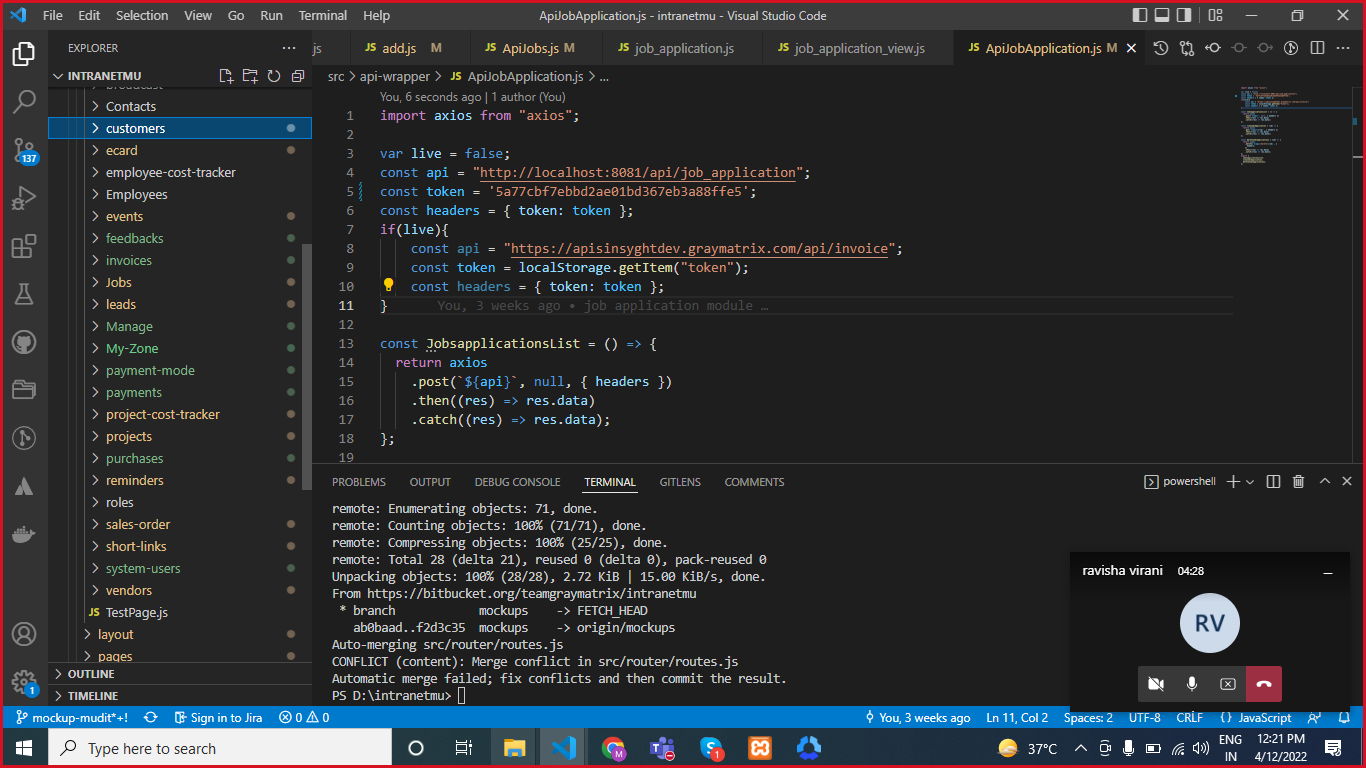 File Edit Selection View Go Run Terminal Help
ApiJobApplication.js - intranetmu - Visual Studio Code
EXPLORER ...
js
JS add.js M
JS ApiJobs.js M
JS job_application.js
JS job_application_view.js
JS ApiJobApplication.js M
INTRANETMU
src > api-wrapper > JS ApiJobApplication.js > ...
broadcast
Contacts
customers
ecard
employee-cost-tracker
Employees
events
feedbacks
invoices
Jobs
leads
Manage
My-Zone
payment-mode
payments
project-cost-tracker
projects
purchases
reminders
roles
sales-order
short-links
system-users
vendors
JS TestPage.js
layout
pages
OUTLINE
TIMELINE
137
1
You, 6 seconds ago | 1 author (You)
1 import axios from "axios";
2
3 var live = false;
4 const api = "http://localhost:8081/api/job_application";
5 const token = '5a77cbf7ebbd2ae01bd367eb3a88ffe5';
6 const headers = { token: token };
7 if(live){
8 const api = "https://apisinsyghtdev.graymatrix.com/api/invoice";
9 const token = localStorage.getItem("token");
10 const headers = { token: token };
11 } You, 3 weeks ago • job application module …
12
13 const JobsapplicationsList = () => {
14 return axios
15 .post(`${api}`, null, { headers })
16 .then((res) => res.data)
17 .catch((res) => res.data);
18 };
19
PROBLEMS OUTPUT DEBUG CONSOLE TERMINAL GITLENS COMMENTS
powershell
remote: Enumerating objects: 71, done.
remote: Counting objects: 100% (71/71), done.
remote: Compressing objects: 100% (25/25), done.
remote: Total 28 (delta 21), reused 0 (delta 0), pack-reused 0
Unpacking objects: 100% (28/28), 2.72 KiB | 15.00 KiB/s, done.
From https://bitbucket.org/teamgraymatrix/intranetmu
* branch mockups -> FETCH_HEAD
ab0baad..f2d3c35 mockups -> origin/mockups
Auto-merging src/router/routes.js
CONFLICT (content): Merge conflict in src/router/routes.js
Automatic merge failed; fix conflicts and then commit the result.
PS D:\intranetmu>
ravisha virani 04:28
RV
mockup-mudit*+! Sign in to Jira 0 0
You, 3 weeks ago Ln 11, Col 2 Spaces: 2 UTF-8 CRLF {} JavaScript
Type here to search
M
1
37°C
ENG
IN
12:21 PM
4/12/2022